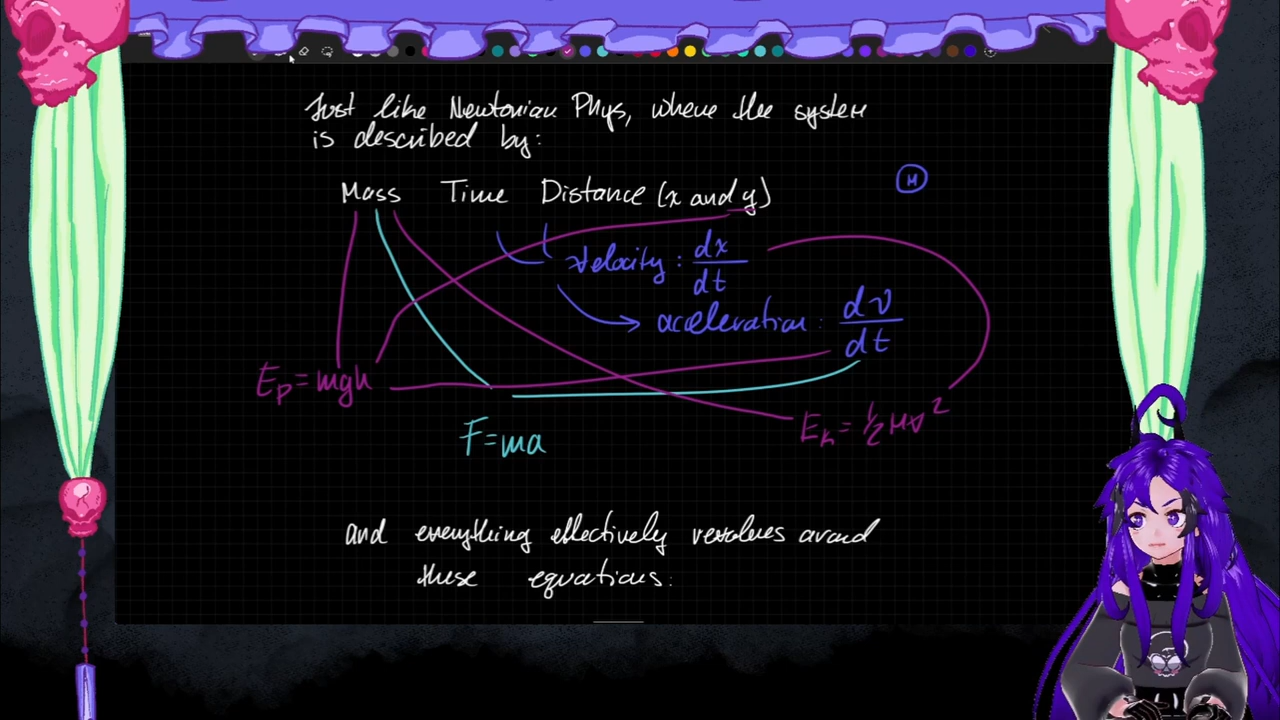 Just like Newtonian Phys, where the system
is described by:
Mass Time Distance (x and y)
M
velocity : dx
dt
acceleration : dv
dt
Ep=mgh
Ek=½mv²
F=ma
and everything effectively revolves around
these equations: